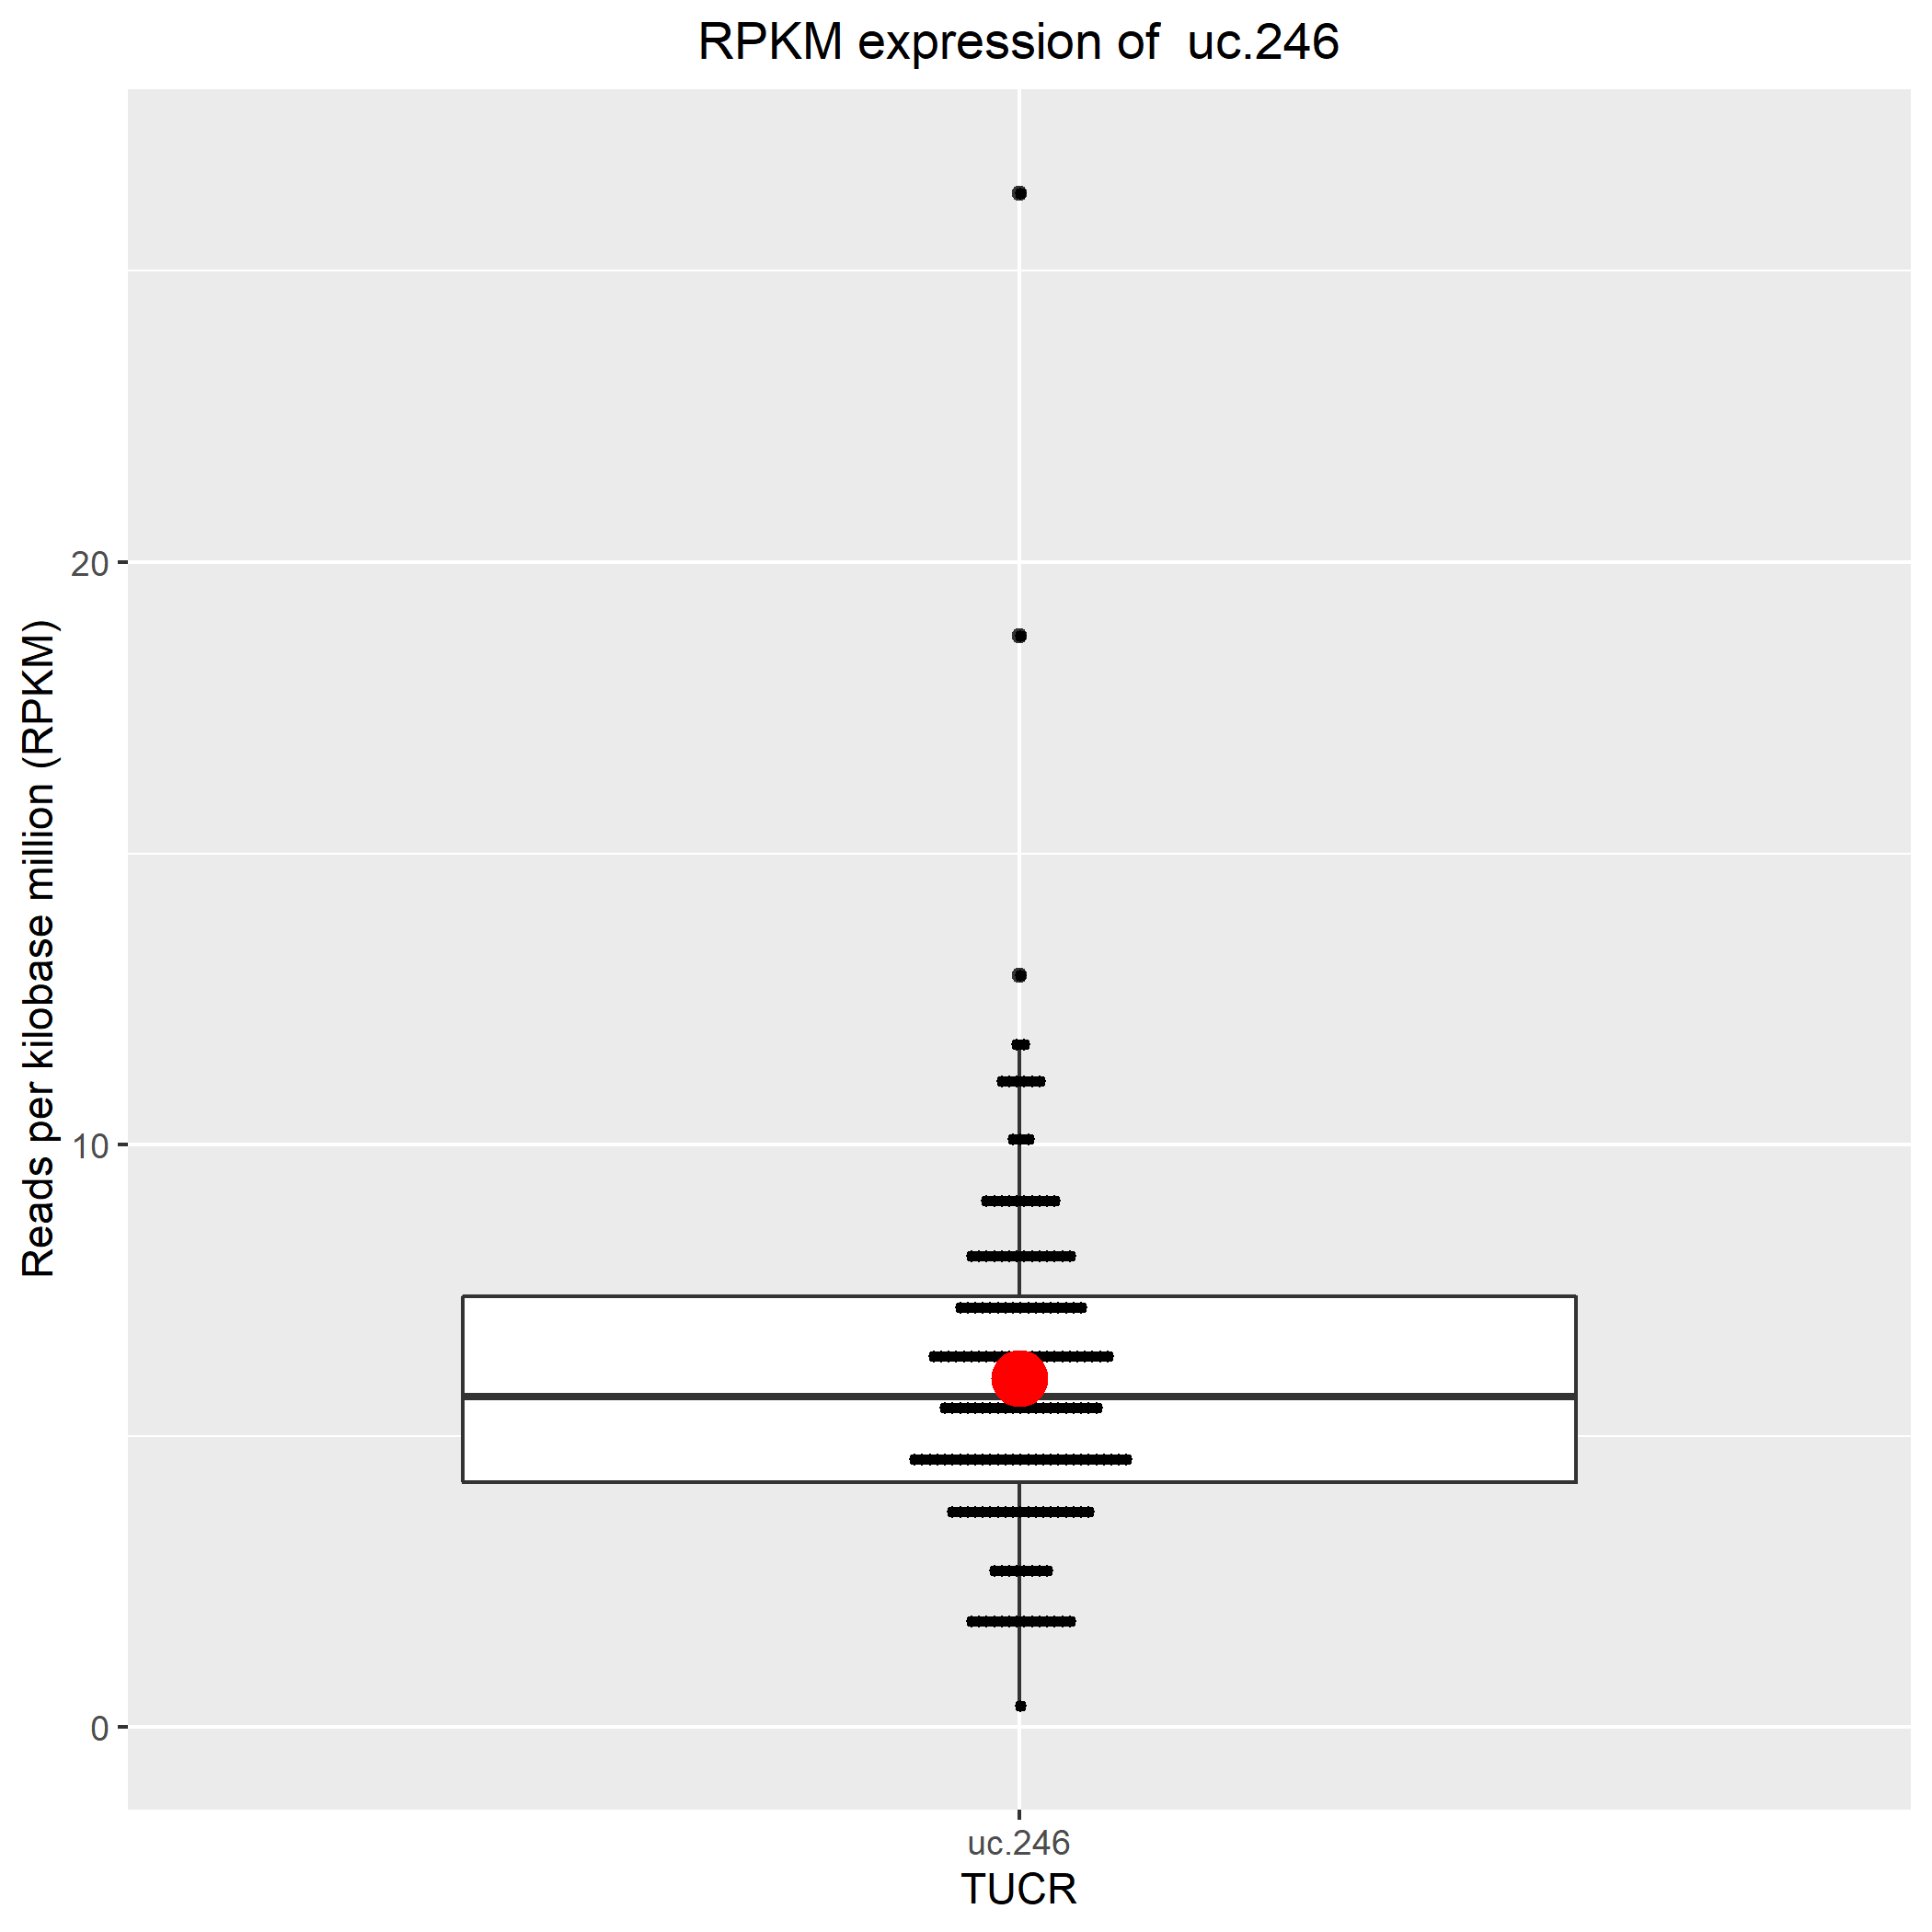 RPKM expression of  uc.246
Reads per kilobase million (RPKM)
20
10
0
uc.246
TUCR